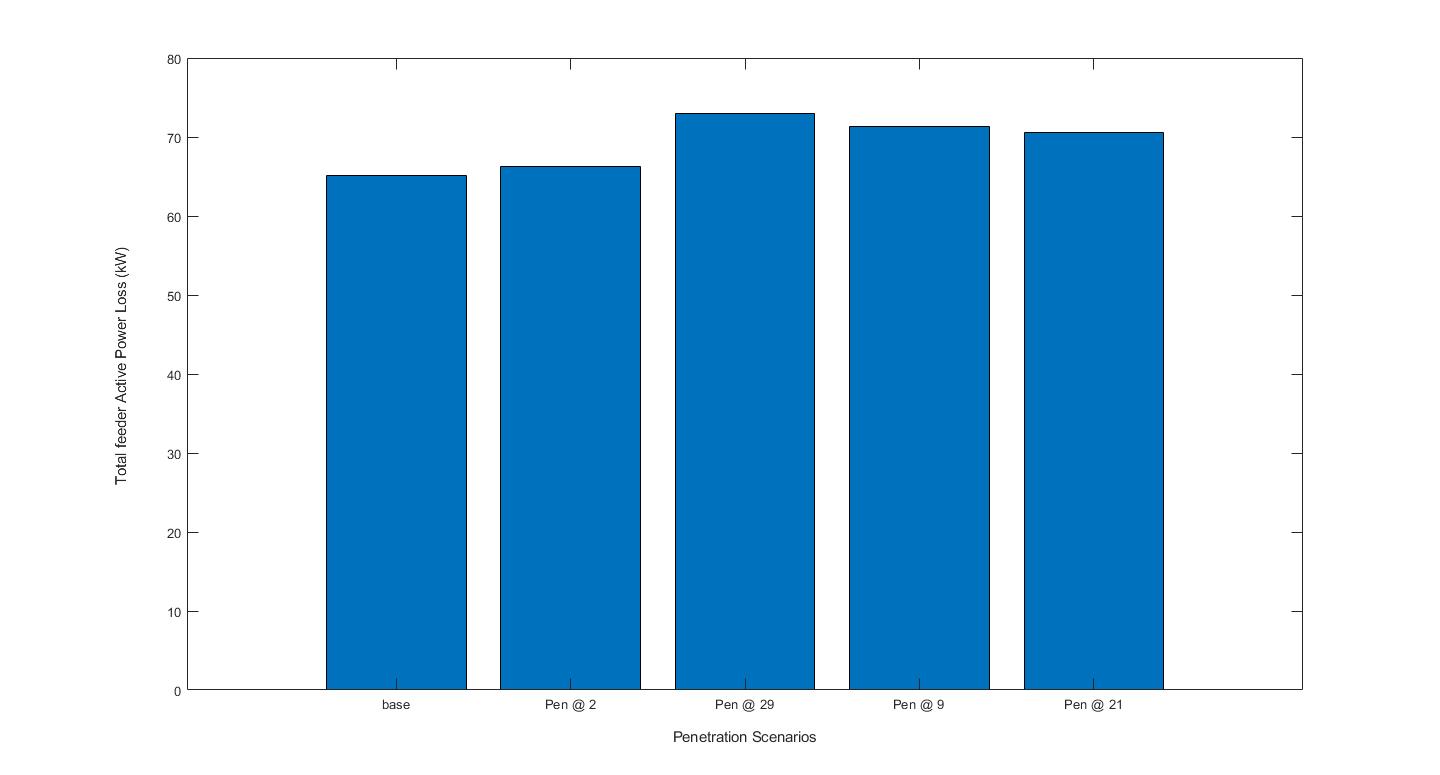 80
70
60
50
40
30
20
10
0
Total feeder Active Power Loss (kW)
base
Pen @ 2
Pen @ 29
Pen @ 9
Pen @ 21
Penetration Scenarios